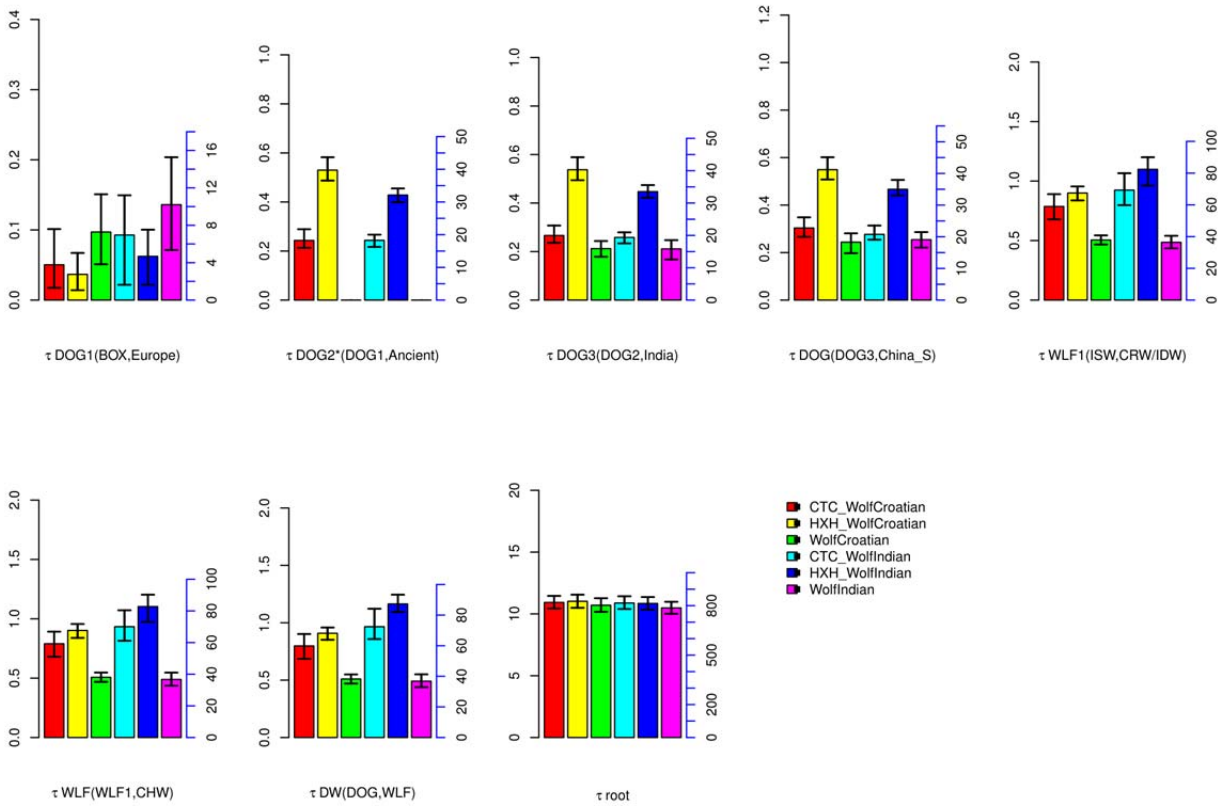 0.0 0.1 0.2 0.3 0.4
0 4 8 12 16
τ DOG1(BOX,Europe)
0.0 0.2 0.4 0.6 0.8 1.0
0 10 20 30 40 50
τ DOG2*(DOG1,Ancient)
0.0 0.2 0.4 0.6 0.8 1.0
0 10 20 30 40 50
τ DOG3(DOG2,India)
0.0 0.2 0.4 0.6 0.8 1.0 1.2
0 10 20 30 40 50
τ DOG(DOG3,China_S)
0.0 0.5 1.0 1.5 2.0
0 20 40 60 80 100
τ WLF1(ISW,CRW/IDW)
0.0 0.5 1.0 1.5 2.0
0 20 40 60 80 100
τ WLF(WLF1,CHW)
0.0 0.5 1.0 1.5 2.0
0 20 40 60 80
τ DW(DOG,WLF)
0 5 10 15 20
0 200 500 800
τ root
CTC_WolfCroatian
HXH_WolfCroatian
WolfCroatian
CTC_WolfIndian
HXH_WolfIndian
WolfIndian